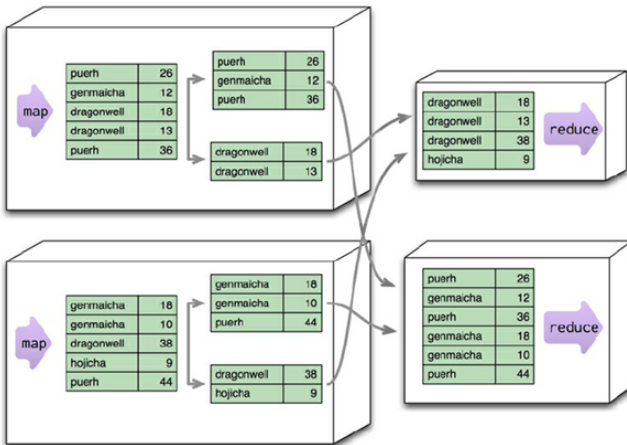 map
puerh 26
genmaicha 12
dragonwell 18
dragonwell 13
puerh 36
puerh 26
genmaicha 12
puerh 36
dragonwell 18
dragonwell 13
dragonwell 18
dragonwell 13
dragonwell 38
hojicha 9
reduce
map
genmaicha 18
genmaicha 10
dragonwell 38
hojicha 9
puerh 44
genmaicha 18
genmaicha 10
puerh 44
dragonwell 38
hojicha 9
puerh 26
genmaicha 12
puerh 36
genmaicha 18
genmaicha 10
puerh 44
reduce